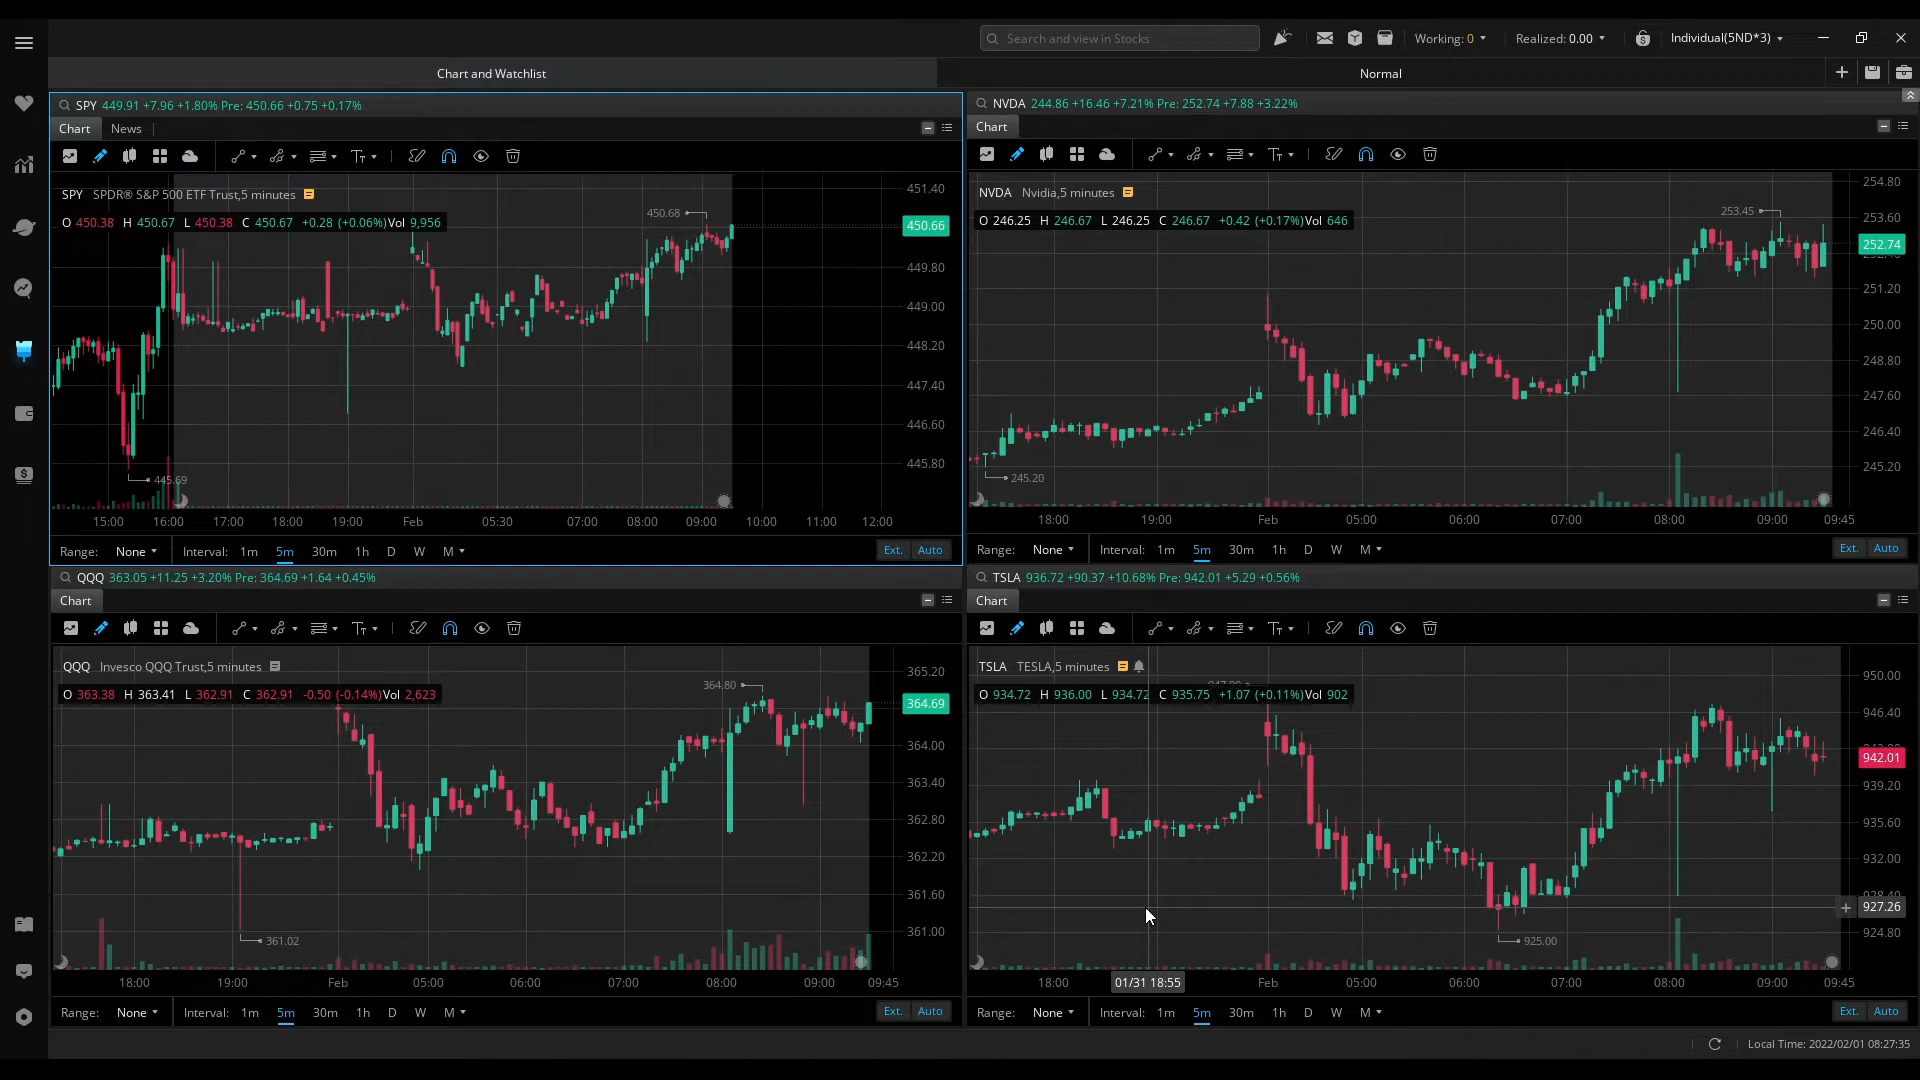 Search and view in Stocks
Working: 0
Realized: 0.00
Individual(5ND*3)
Chart and Watchlist
Normal
SPY 449.91 +7.96 +1.80% Pre: 450.66 +0.75 +0.17%
Chart News
SPY SPDR® S&P 500 ETF Trust,5 minutes
O 450.38 H 450.67 L 450.38 C 450.67 +0.28 (+0.06%)Vol 9,956
450.68
445.69
451.40
450.66
449.80
449.00
448.20
447.40
446.60
445.80
15:00 16:00 17:00 18:00 19:00 Feb 05:30 07:00 08:00 09:00 10:00 11:00 12:00
Range: None Interval: 1m 5m 30m 1h D W M Ext. Auto
NVDA 244.86 +16.46 +7.21% Pre: 252.74 +7.88 +3.22%
Chart
NVDA Nvidia,5 minutes
O 246.25 H 246.67 L 246.25 C 246.67 +0.42 (+0.17%)Vol 646
253.45
245.20
254.80
253.60
252.74
251.20
250.00
248.80
247.60
246.40
245.20
18:00 19:00 Feb 05:00 06:00 07:00 08:00 09:00 09:45
Range: None Interval: 1m 5m 30m 1h D W M Ext. Auto
QQQ 363.05 +11.25 +3.20% Pre: 364.69 +1.64 +0.45%
Chart
QQQ Invesco QQQ Trust,5 minutes
O 363.38 H 363.41 L 362.91 C 362.91 -0.50 (-0.14%)Vol 2,623
364.80
361.02
365.20
364.69
364.00
363.40
362.80
362.20
361.60
361.00
18:00 19:00 Feb 05:00 06:00 07:00 08:00 09:00 09:45
Range: None Interval: 1m 5m 30m 1h D W M Ext. Auto
TSLA 936.72 +90.37 +10.68% Pre: 942.01 +5.29 +0.56%
Chart
TSLA TESLA,5 minutes
O 934.72 H 936.00 L 934.72 C 935.75 +1.07 (+0.11%)Vol 902
925.00
950.00
946.40
942.01
939.20
935.60
932.00
928.40
927.26
924.80
18:00 01/31 18:55 Feb 05:00 06:00 07:00 08:00 09:00 09:45
Range: None Interval: 1m 5m 30m 1h D W M Ext. Auto
Local Time: 2022/02/01 08:27:35